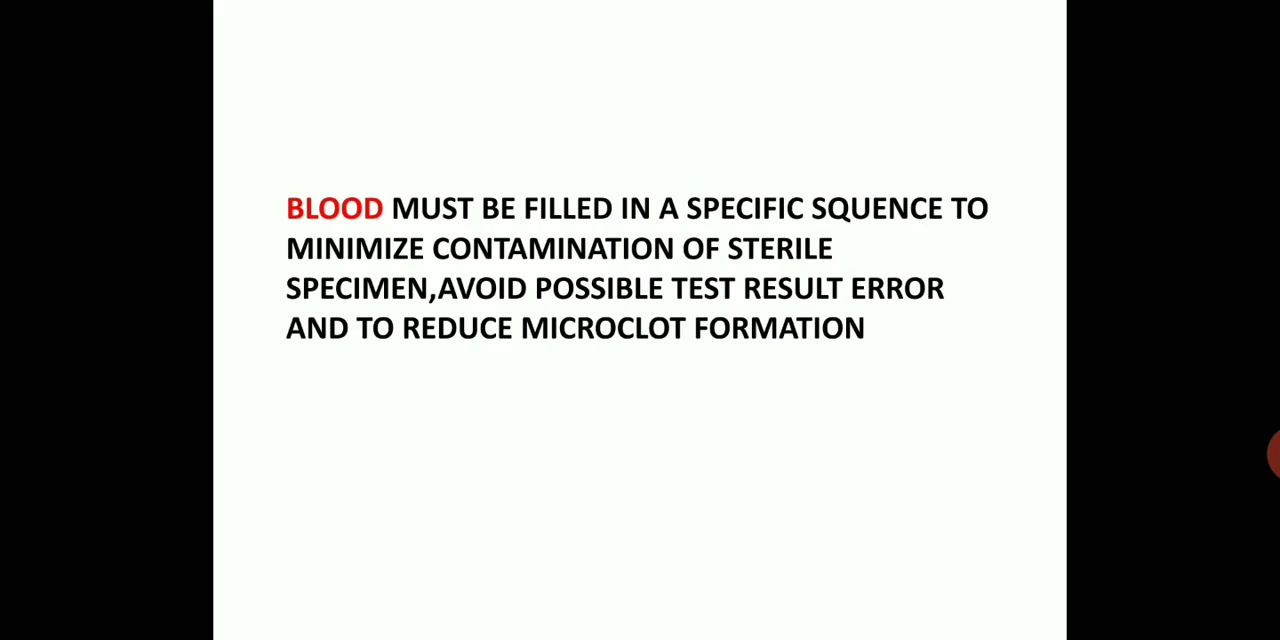 BLOOD MUST BE FILLED IN A SPECIFIC SQUENCE TO
MINIMIZE CONTAMINATION OF STERILE
SPECIMEN,AVOID POSSIBLE TEST RESULT ERROR
AND TO REDUCE MICROCLOT FORMATION